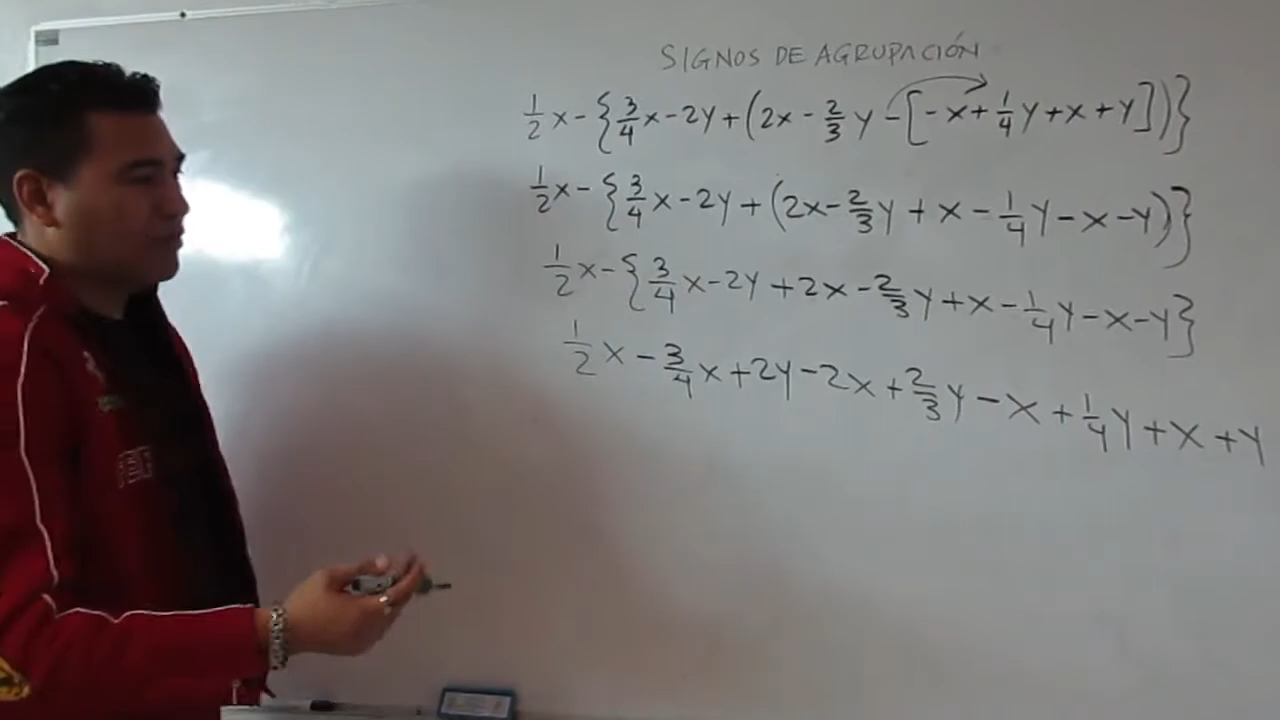 SIGNOS DE AGRUPACIÓN
1/2 x - {3/4 x - 2y + (2x - 2/3 y - [-x + 1/4 y + x + y])}
1/2 x - {3/4 x - 2y + (2x - 2/3 y + x - 1/4 y - x - y)}
1/2 x - {3/4 x - 2y + 2x - 2/3 y + x - 1/4 y - x - y}
1/2 x - 3/4 x + 2y - 2x + 2/3 y - x + 1/4 y + x + y